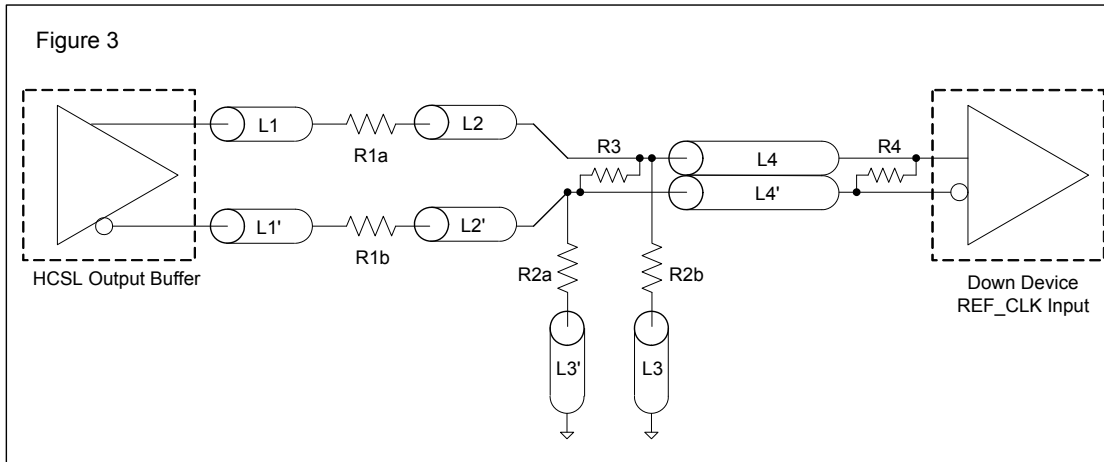 Figure 3
L1
R1a
L2
R3
L4
R4
L4'
L1'
R1b
L2'
HCSL Output Buffer
R2a
R2b
Down Device
REF_CLK Input
L3'
L3